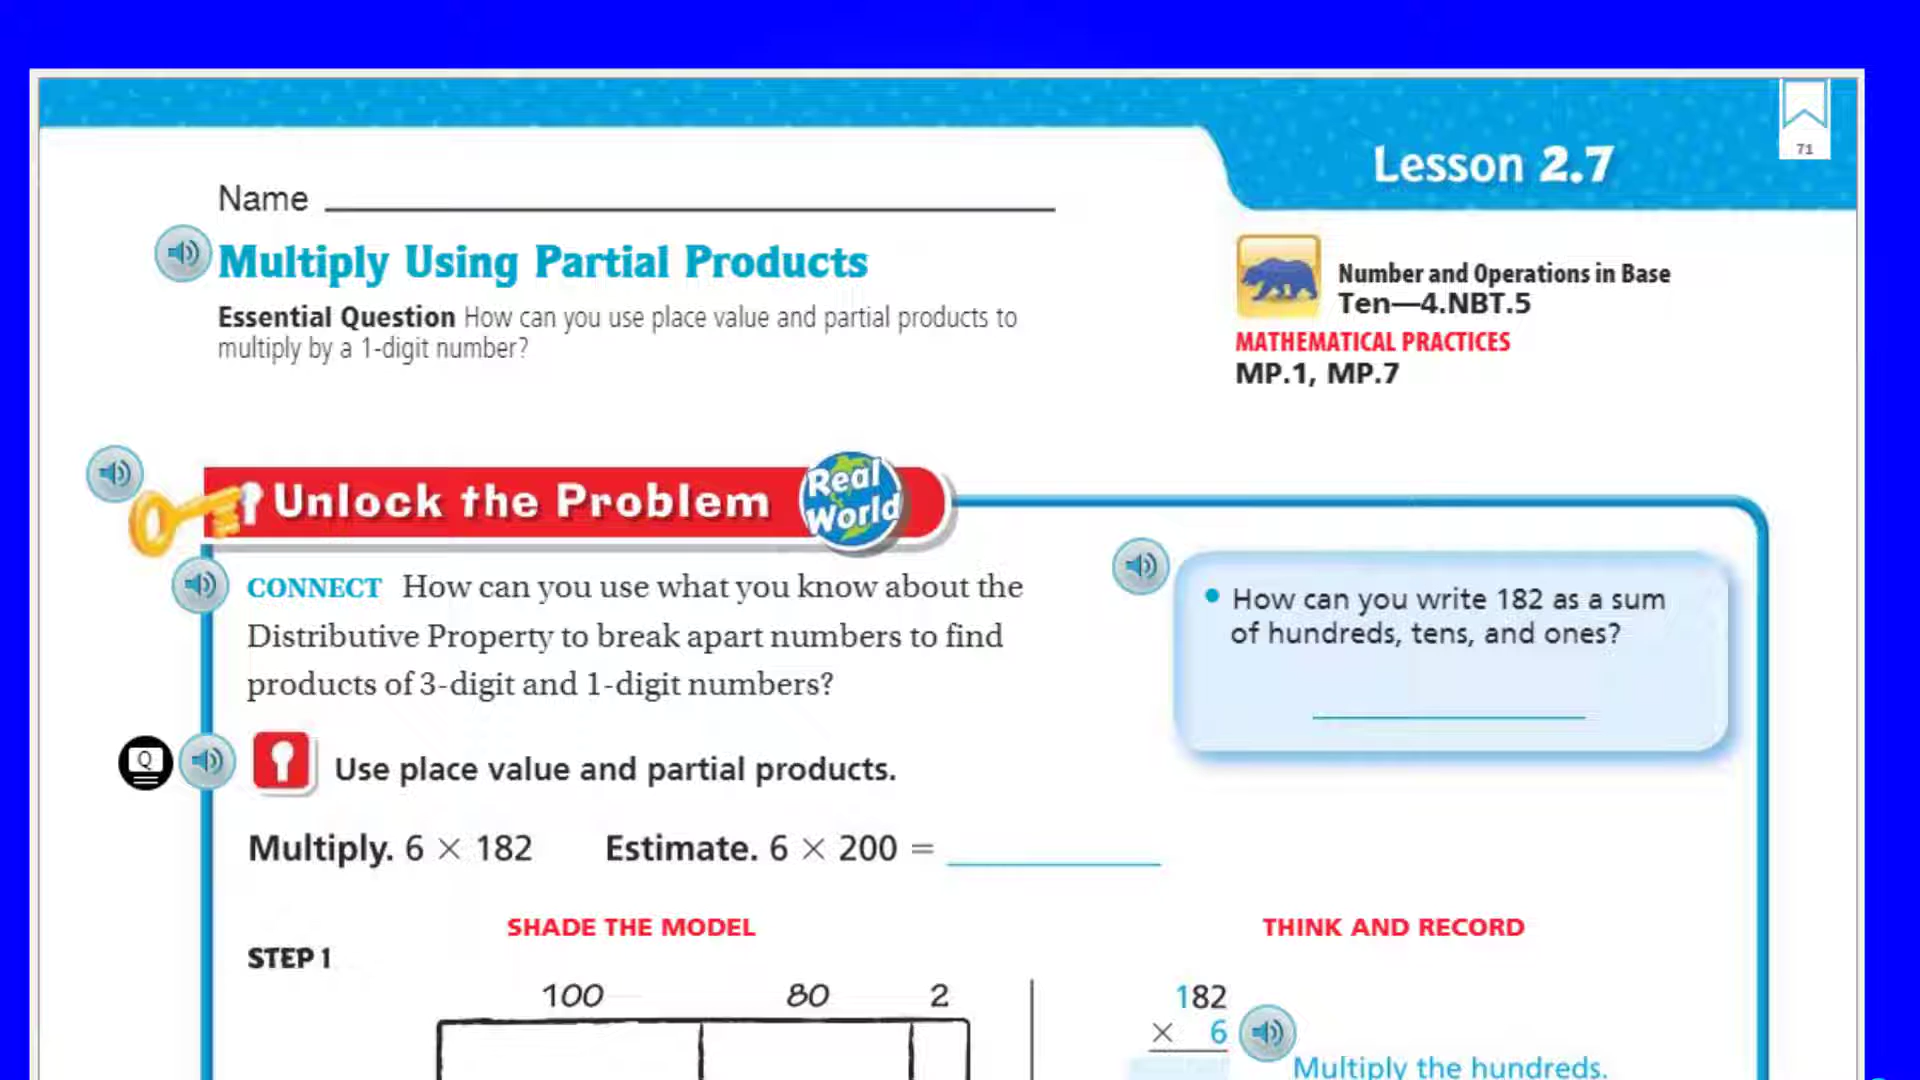 71
Lesson 2.7
Name
Multiply Using Partial Products
Essential Question How can you use place value and partial products to
multiply by a 1-digit number?
Number and Operations in Base
Ten—4.NBT.5
MATHEMATICAL PRACTICES
MP.1, MP.7
Unlock the Problem
Real
World
CONNECT How can you use what you know about the
Distributive Property to break apart numbers to find
products of 3-digit and 1-digit numbers?
• How can you write 182 as a sum
of hundreds, tens, and ones?
Q
Use place value and partial products.
Multiply. 6 × 182 Estimate. 6 × 200 =
SHADE THE MODEL
THINK AND RECORD
STEP 1
100 80 2
182
× 6
Multiply the hundreds.